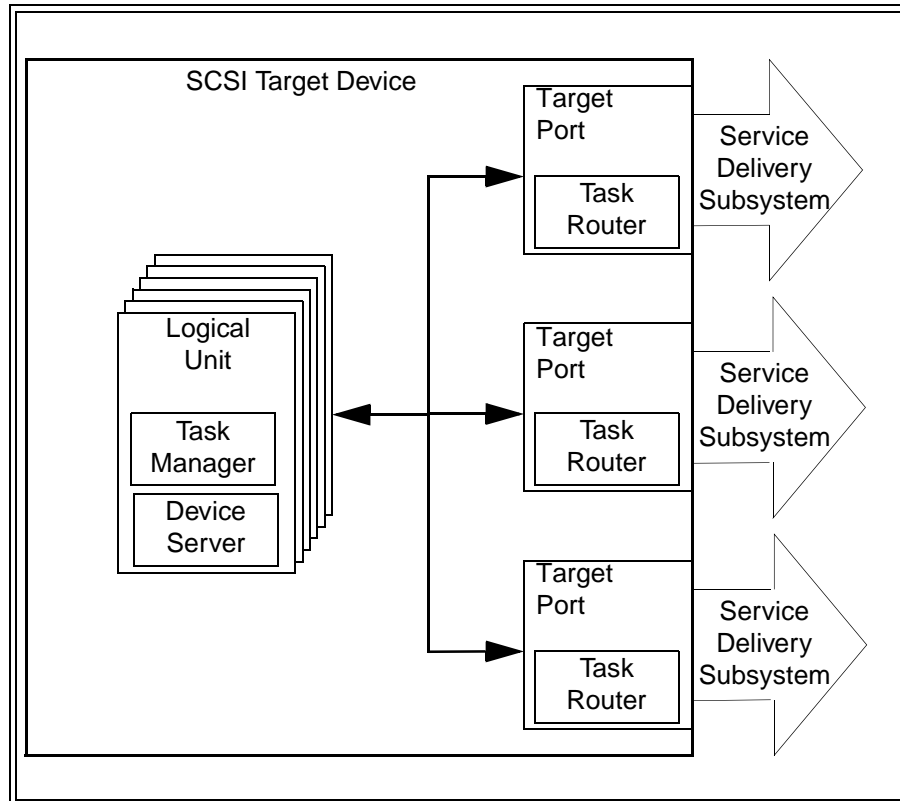 SCSI Target Device
Target
Port
Task
Router
Service
Delivery
Subsystem
Logical
Unit
Task
Manager
Device
Server
Target
Port
Task
Router
Service
Delivery
Subsystem
Target
Port
Task
Router
Service
Delivery
Subsystem